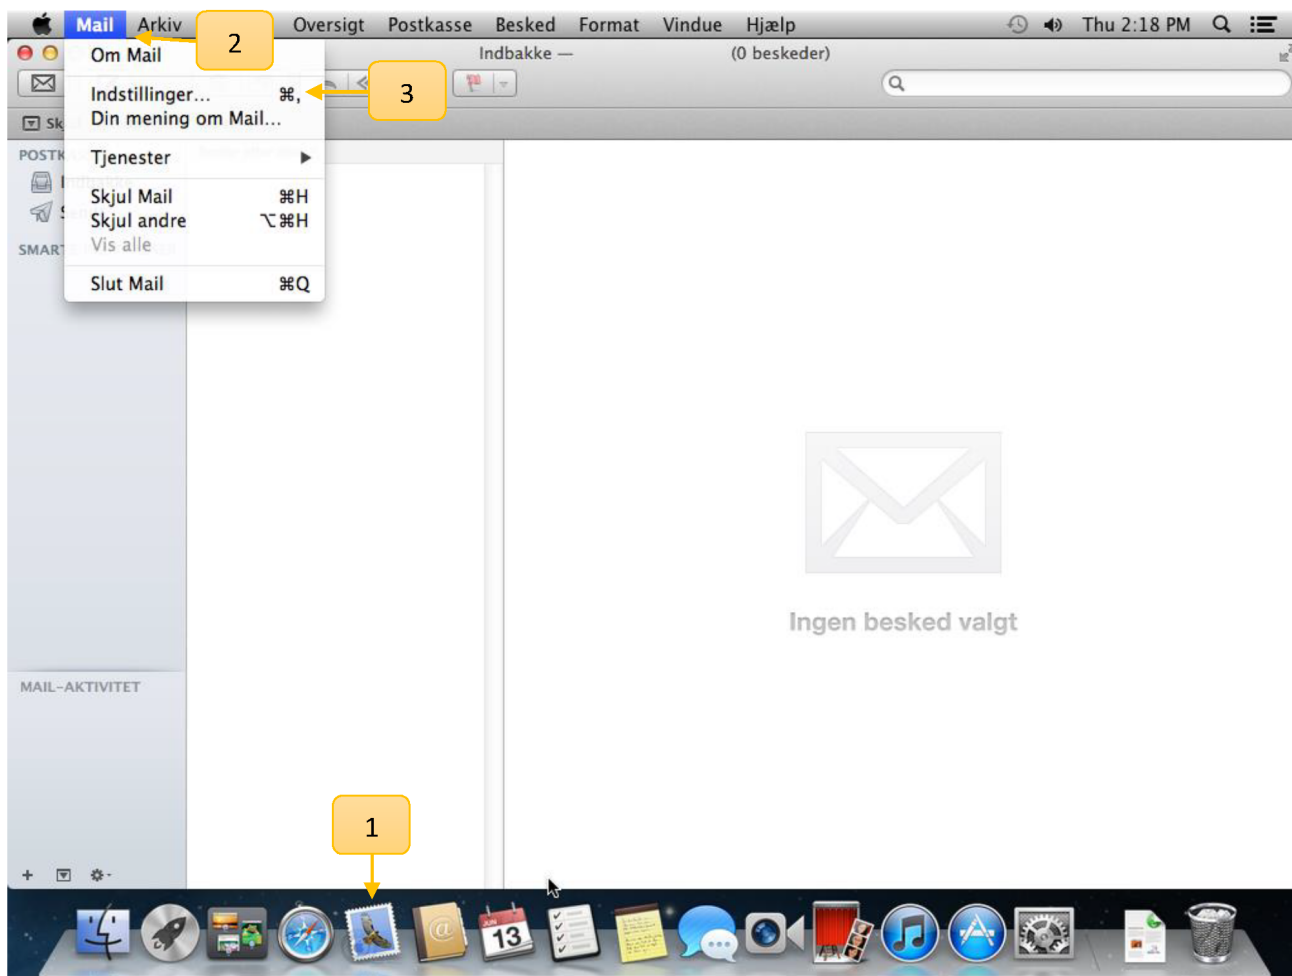 Mail Arkiv Oversigt Postkasse Besked Format Vindue Hjælp Thu 2:18 PM
2
Om Mail
Indbakke — (0 beskeder)
Indstillinger... ⌘,
3
Din mening om Mail...
Tjenester
POSTK
Skjul Mail ⌘H
Skjul andre ⌥⌘H
Vis alle
SMART
Slut Mail ⌘Q
Ingen besked valgt
MAIL-AKTIVITET
1
JUN
13